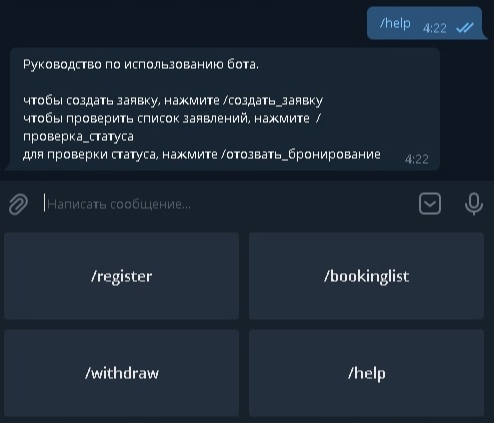 /help 4:22
Руководство по использованию бота.
чтобы создать заявку, нажмите /создать_заявку
чтобы проверить список заявлений, нажмите /
проверка_статуса
для проверки статуса, нажмите /отозвать_бронирование 4:22
Написать сообщение...
/register /bookinglist
/withdraw /help